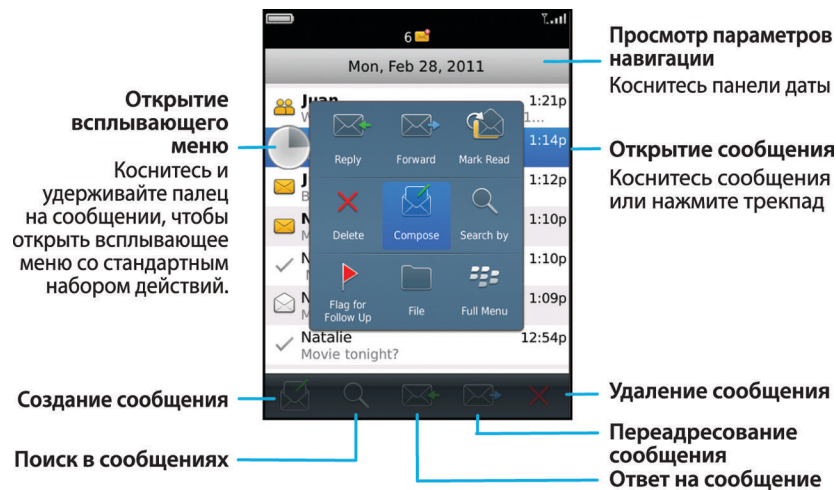 6
Mon, Feb 28, 2011
Просмотр параметров
навигации
Коснитесь панели даты
Открытие
всплывающего
меню
Коснитесь и
удерживайте палец
на сообщении, чтобы
открыть всплывающее
меню со стандартным
набором действий.
Juan
1:21p
1...
1:14p
1:12p
1:10p
1:10p
1:09p
Reply Forward Mark Read
Delete Compose Search by
Flag for
Follow Up
File Full Menu
Natalie 12:54p
Movie tonight?
Открытие сообщения
Коснитесь сообщения
или нажмите трекпад
Создание сообщения
Поиск в сообщениях
Удаление сообщения
Переадресование
сообщения
Ответ на сообщение